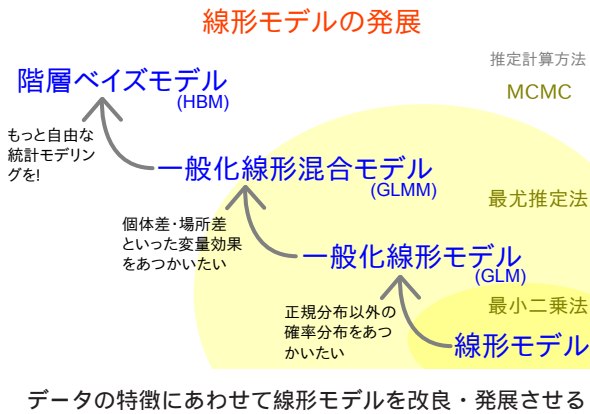 線形モデルの発展
推定計算方法
MCMC
階層ベイズモデル
(HBM)
もっと自由な
統計モデリン
グを!
一般化線形混合モデル
(GLMM)
最尤推定法
個体差・場所差
といった変量効果
をあつかいたい
一般化線形モデル
(GLM)
最小二乗法
正規分布以外の
確率分布をあつ
かいたい
線形モデル
データの特徴にあわせて線形モデルを改良・発展させる